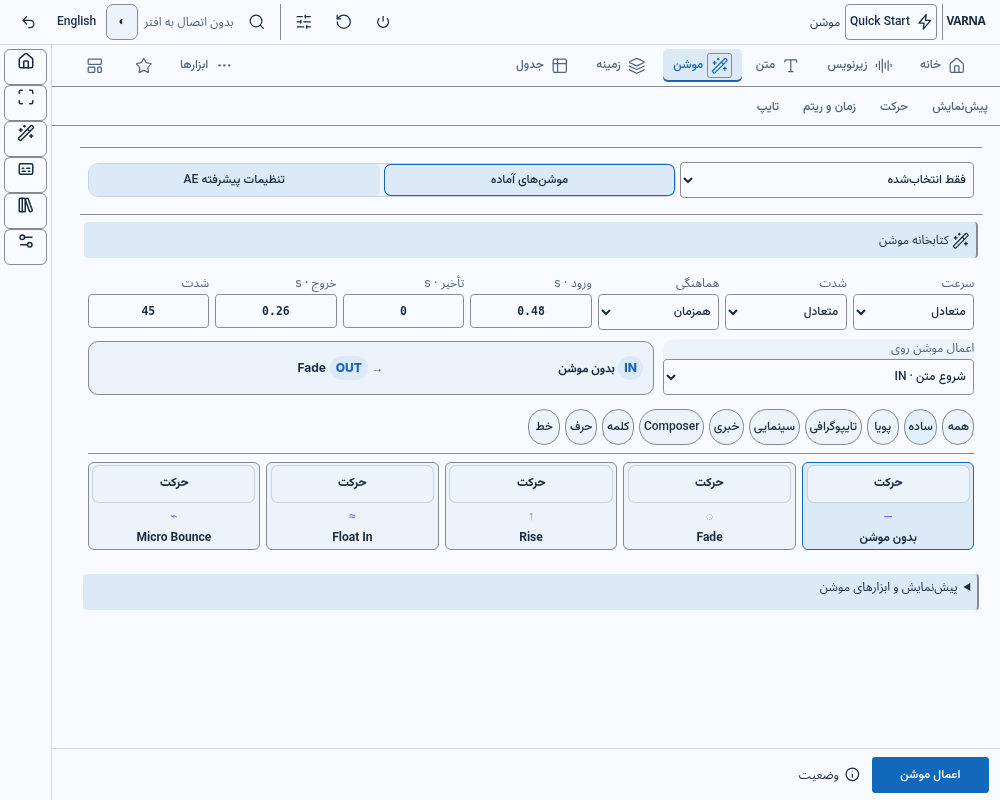 VARNA
Quick Start
موشن
بدون اتصال به افتر
English
خانه
زیرنویس
متن
موشن
زمینه
جدول
ابزارها
پیش‌نمایش
حرکت
زمان و ریتم
تایپ
فقط انتخاب‌شده
موشن‌های آماده
تنظیمات پیشرفته AE
کتابخانه موشن
سرعت
شدت
هماهنگی
ورود · s
تأخیر · s
خروج · s
شدت
متعادل
متعادل
همزمان
0.48
0
0.26
45
اعمال موشن روی
شروع متن · IN
IN بدون موشن
→
OUT Fade
همه
ساده
پویا
تایپوگرافی
سینمایی
خبری
Composer
کلمه
حرف
خط
حرکت
حرکت
حرکت
حرکت
حرکت
بدون موشن
Fade
Rise
Float In
Micro Bounce
پیش‌نمایش و ابزارهای موشن
اعمال موشن
وضعیت